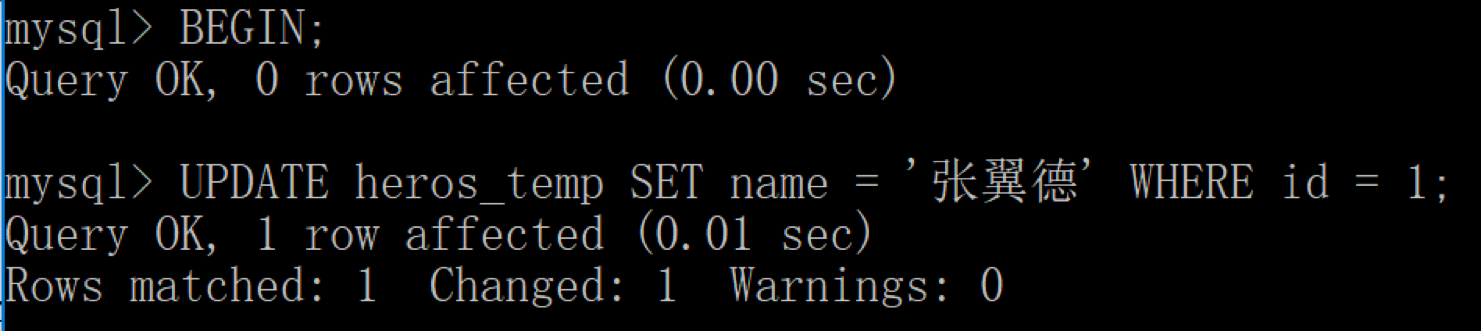 mysql> BEGIN;
Query OK, 0 rows affected (0.00 sec)
mysql> UPDATE heros_temp SET name = '张翼德' WHERE id = 1;
Query OK, 1 row affected (0.01 sec)
Rows matched: 1  Changed: 1  Warnings: 0